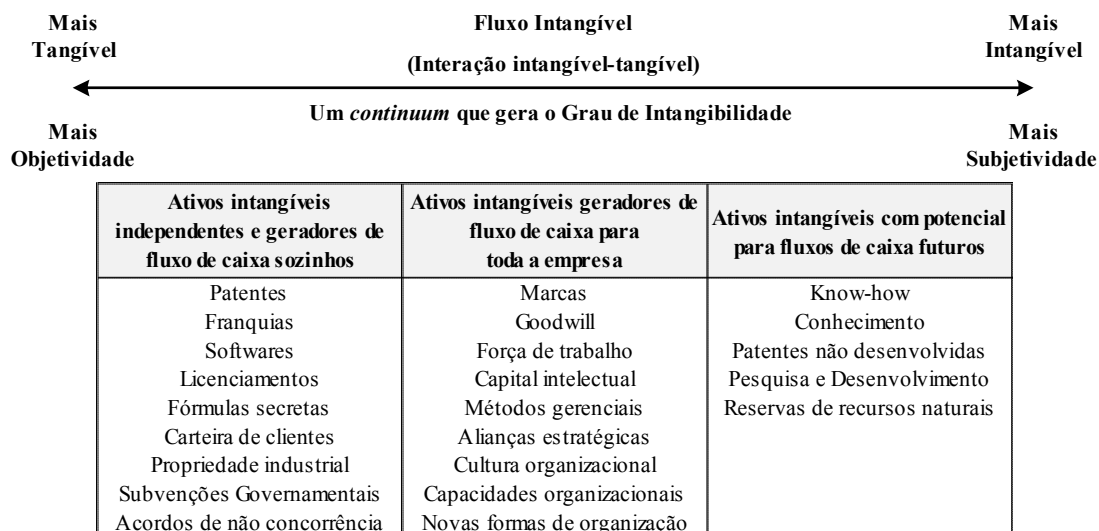 Mais
Tangível
Fluxo Intangível
(Interação intangível-tangível)
Mais
Intangível
Um continuum que gera o Grau de Intangibilidade
Mais
Objetividade
Mais
Subjetividade
Ativos intangíveis
independentes e geradores de
fluxo de caixa sozinhos
Ativos intangíveis geradores de
fluxo de caixa para
toda a empresa
Ativos intangíveis com potencial
para fluxos de caixa futuros
Patentes
Franquias
Softwares
Licenciamentos
Fórmulas secretas
Carteira de clientes
Propriedade industrial
Subvenções Governamentais
Acordos de não concorrência
Marcas
Goodwill
Força de trabalho
Capital intelectual
Métodos gerenciais
Alianças estratégicas
Cultura organizacional
Capacidades organizacionais
Novas formas de organização
Know-how
Conhecimento
Patentes não desenvolvidas
Pesquisa e Desenvolvimento
Reservas de recursos naturais